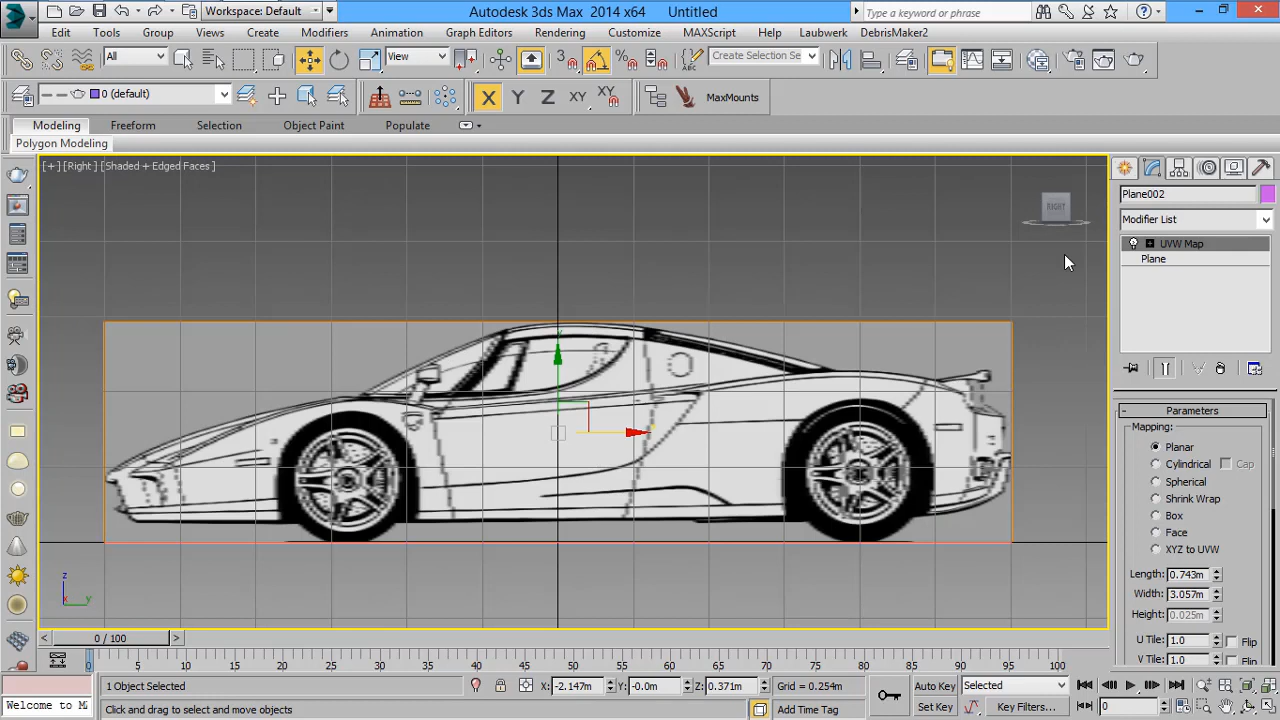 Workspace: Default
Autodesk 3ds Max 2014 x64 Untitled
Type a keyword or phrase
Edit Tools Group Views Create Modifiers Animation Graph Editors Rendering Customize MAXScript Help Laubwerk DebrisMaker2
All View 3 Create Selection Se
0 (default) X Y Z XY XY MaxMounts
Modeling Freeform Selection Object Paint Populate
Polygon Modeling
[+] [Right] [Shaded + Edged Faces]
RIGHT
Plane002
Modifier List
UVW Map
Plane
Parameters
Mapping:
Planar
Cylindrical Cap
Spherical
Shrink Wrap
Box
Face
XYZ to UVW
Length: 0.743m
Width: 3.057m
Height: 0.025m
U Tile: 1.0 Flip
V Tile: 1.0 Flip
z
x y
0 / 100
0 5 10 15 20 25 30 35 40 45 50 55 60 65 70 75 80 85 90 95 100
1 Object Selected X: -2.147m Y: -0.0m Z: 0.371m Grid = 0.254m Auto Key Selected
Welcome to M Click and drag to select and move objects Add Time Tag Set Key Key Filters... 0